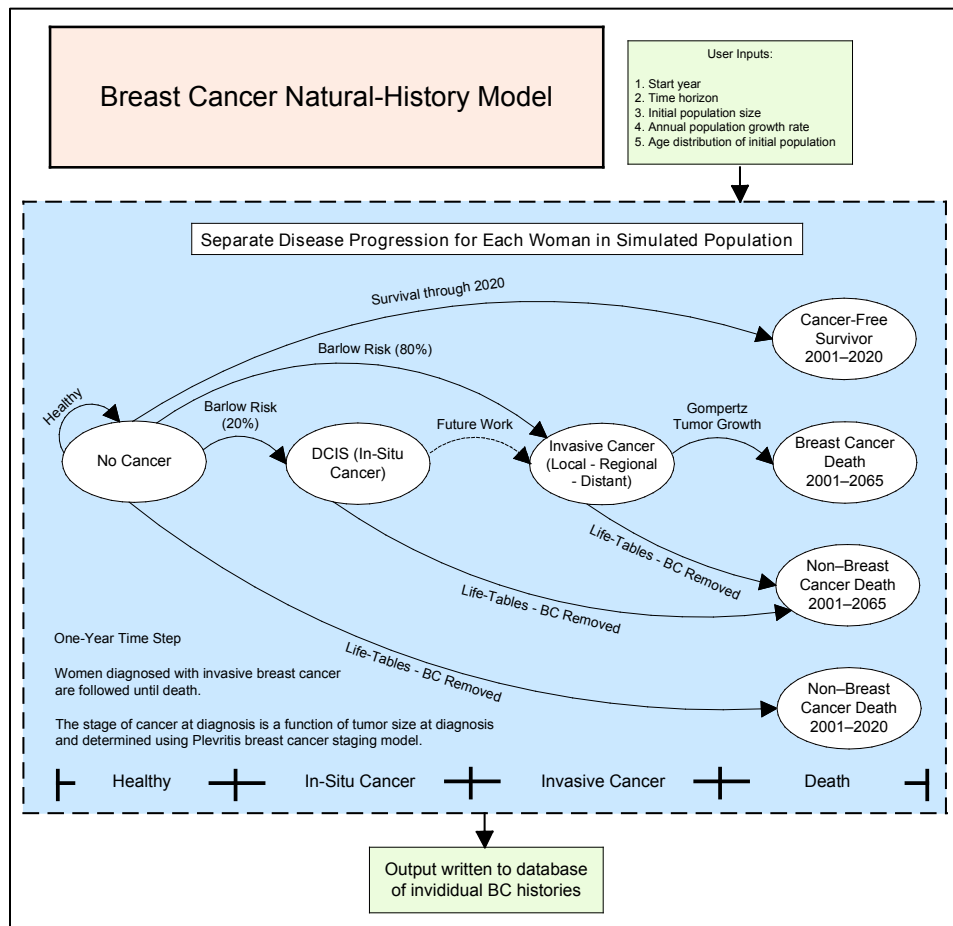 Breast Cancer Natural-History Model
User Inputs:
1. Start year
2. Time horizon
3. Initial population size
4. Annual population growth rate
5. Age distribution of initial population
Separate Disease Progression for Each Woman in Simulated Population
Survival through 2020
Cancer-Free
Survivor
2001–2020
Barlow Risk (80%)
Healthy
Barlow Risk
(20%)
Future Work
Gompertz
Tumor Growth
No Cancer
DCIS (In-Situ
Cancer)
Invasive Cancer
(Local - Regional
- Distant)
Breast Cancer
Death
2001–2065
Life-Tables - BC Removed
Non–Breast
Cancer Death
2001–2065
Life-Tables - BC Removed
Life-Tables - BC Removed
Non–Breast
Cancer Death
2001–2020
One-Year Time Step
Women diagnosed with invasive breast cancer
are followed until death.
The stage of cancer at diagnosis is a function of tumor size at diagnosis
and determined using Plevritis breast cancer staging model.
Healthy
In-Situ Cancer
Invasive Cancer
Death
Output written to database
of invididual BC histories